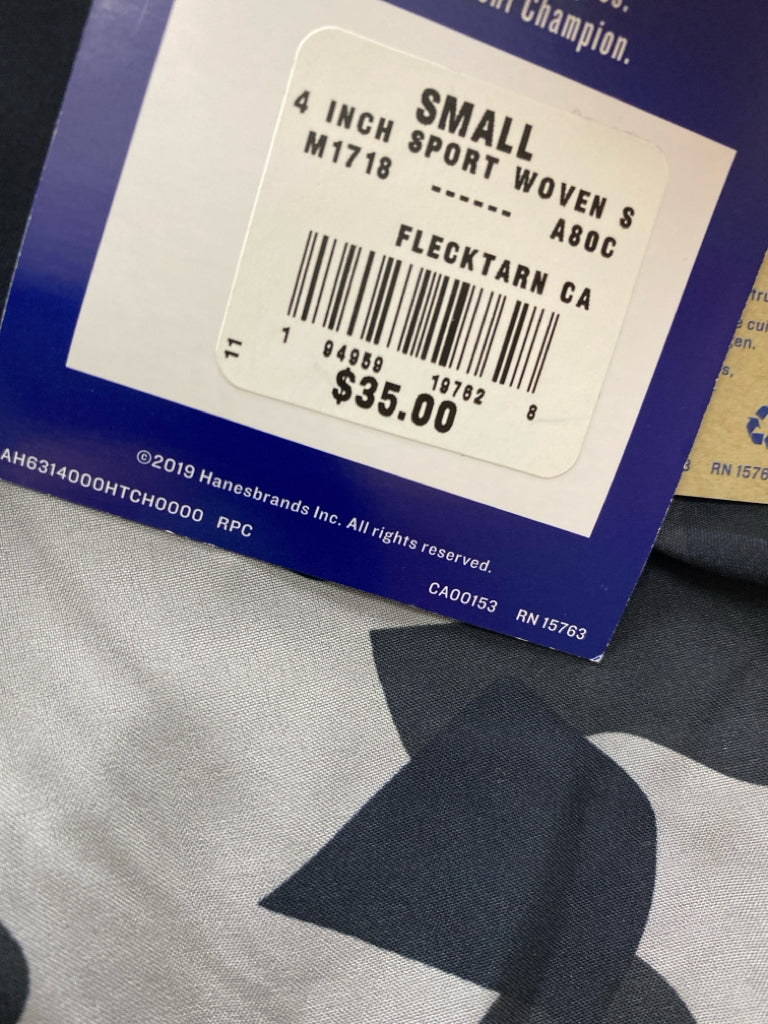 Champion.
SMALL
4 INCH SPORT WOVEN S
M1718 ------ A80C
FLECKTARN CA
11
1 94959 19762 8
$35.00
©2019 Hanesbrands Inc. All rights reserved.
AH6314000HTCH0000 RPC
CA00153 RN 15763
en.
s,
RN 1576